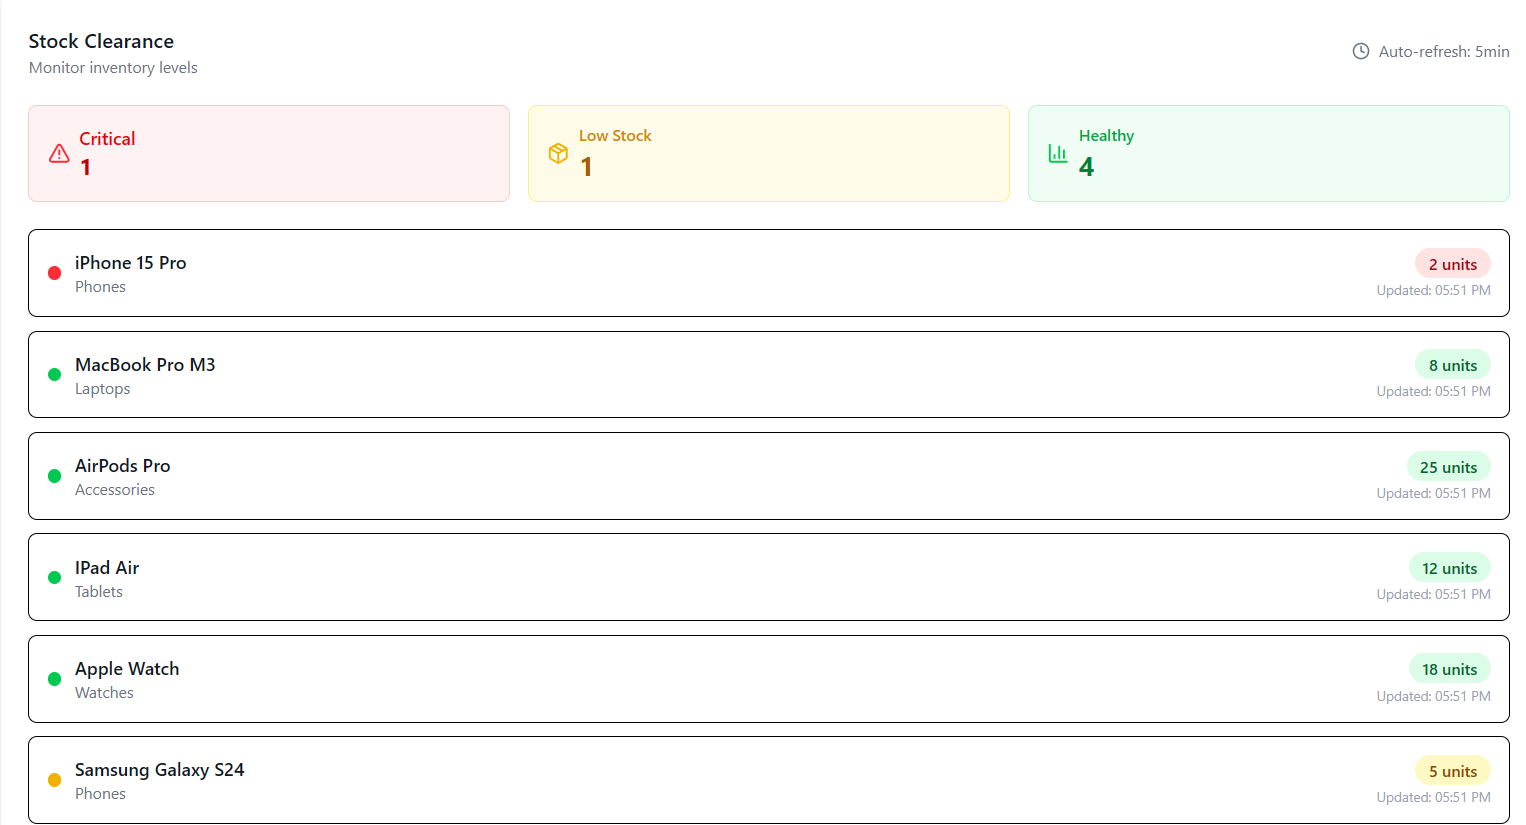 Stock Clearance
Monitor inventory levels
Auto-refresh: 5min
Critical
1
Low Stock
1
Healthy
4
iPhone 15 Pro
Phones
2 units
Updated: 05:51 PM
MacBook Pro M3
Laptops
8 units
Updated: 05:51 PM
AirPods Pro
Accessories
25 units
Updated: 05:51 PM
IPad Air
Tablets
12 units
Updated: 05:51 PM
Apple Watch
Watches
18 units
Updated: 05:51 PM
Samsung Galaxy S24
Phones
5 units
Updated: 05:51 PM